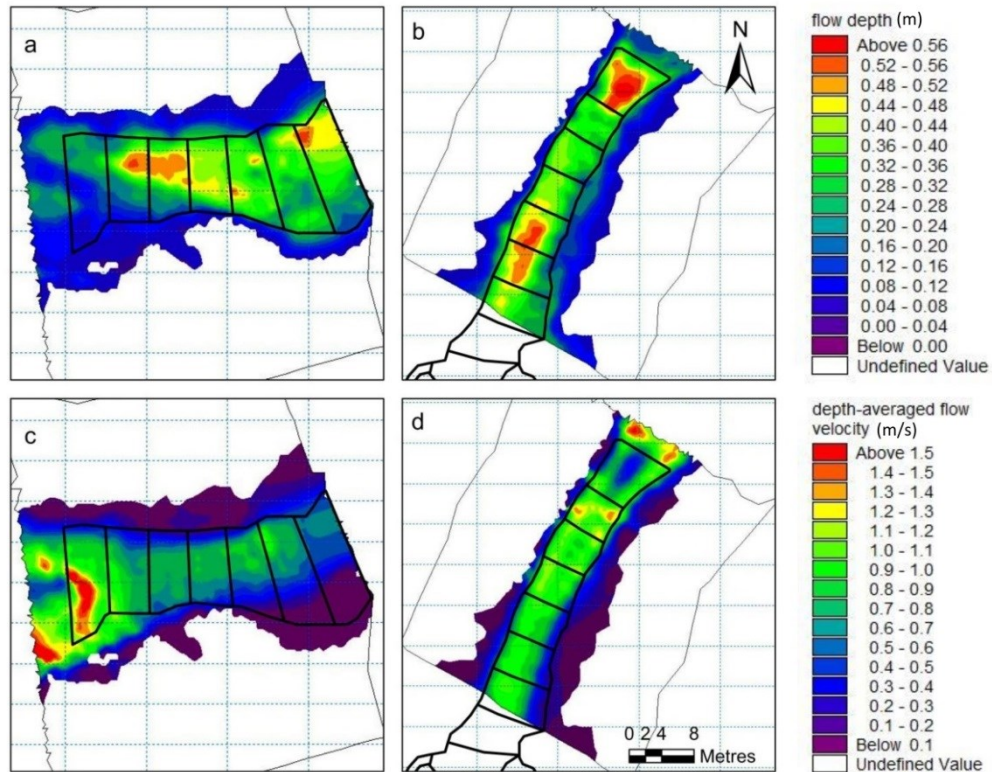 a
b
N
flow depth (m)
Above 0.56
0.52 - 0.56
0.48 - 0.52
0.44 - 0.48
0.40 - 0.44
0.36 - 0.40
0.32 - 0.36
0.28 - 0.32
0.24 - 0.28
0.20 - 0.24
0.16 - 0.20
0.12 - 0.16
0.08 - 0.12
0.04 - 0.08
0.00 - 0.04
Below 0.00
Undefined Value
c
d
0 2 4 8
Metres
depth-averaged flow
velocity (m/s)
Above 1.5
1.4 - 1.5
1.3 - 1.4
1.2 - 1.3
1.1 - 1.2
1.0 - 1.1
0.9 - 1.0
0.8 - 0.9
0.7 - 0.8
0.6 - 0.7
0.5 - 0.6
0.4 - 0.5
0.3 - 0.4
0.2 - 0.3
0.1 - 0.2
Below 0.1
Undefined Value